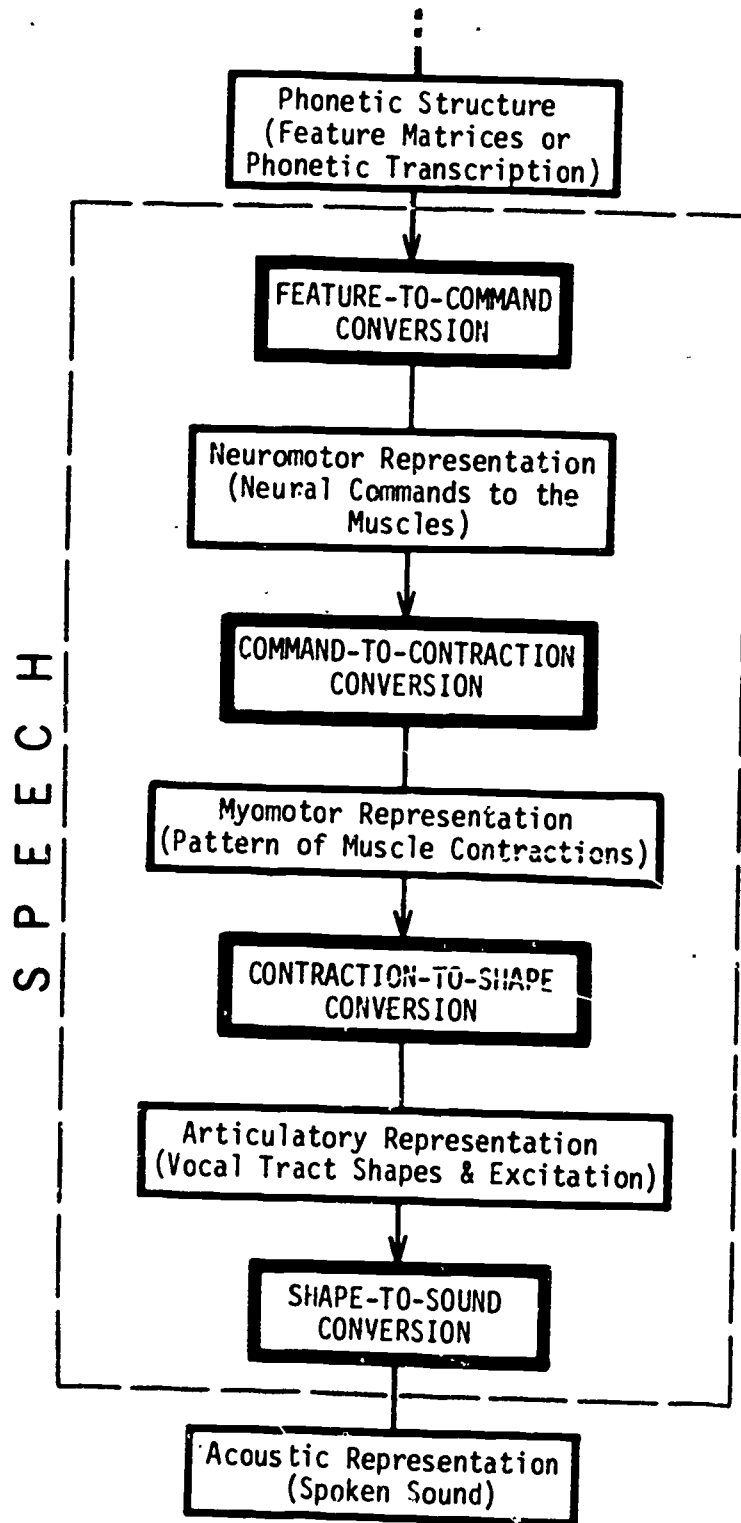 Phonetic Structure
(Feature Matrices or
Phonetic Transcription)
FEATURE-TO-COMMAND
CONVERSION
Neuromotor Representation
(Neural Commands to the
Muscles)
COMMAND-TO-CONTRACTION
CONVERSION
Myomotor Representation
(Pattern of Muscle Contractions)
CONTRACTION-TO-SHAPE
CONVERSION
Articulatory Representation
(Vocal Tract Shapes & Excitation)
SHAPE-TO-SOUND
CONVERSION
Acoustic Representation
(Spoken Sound)
SPEECH